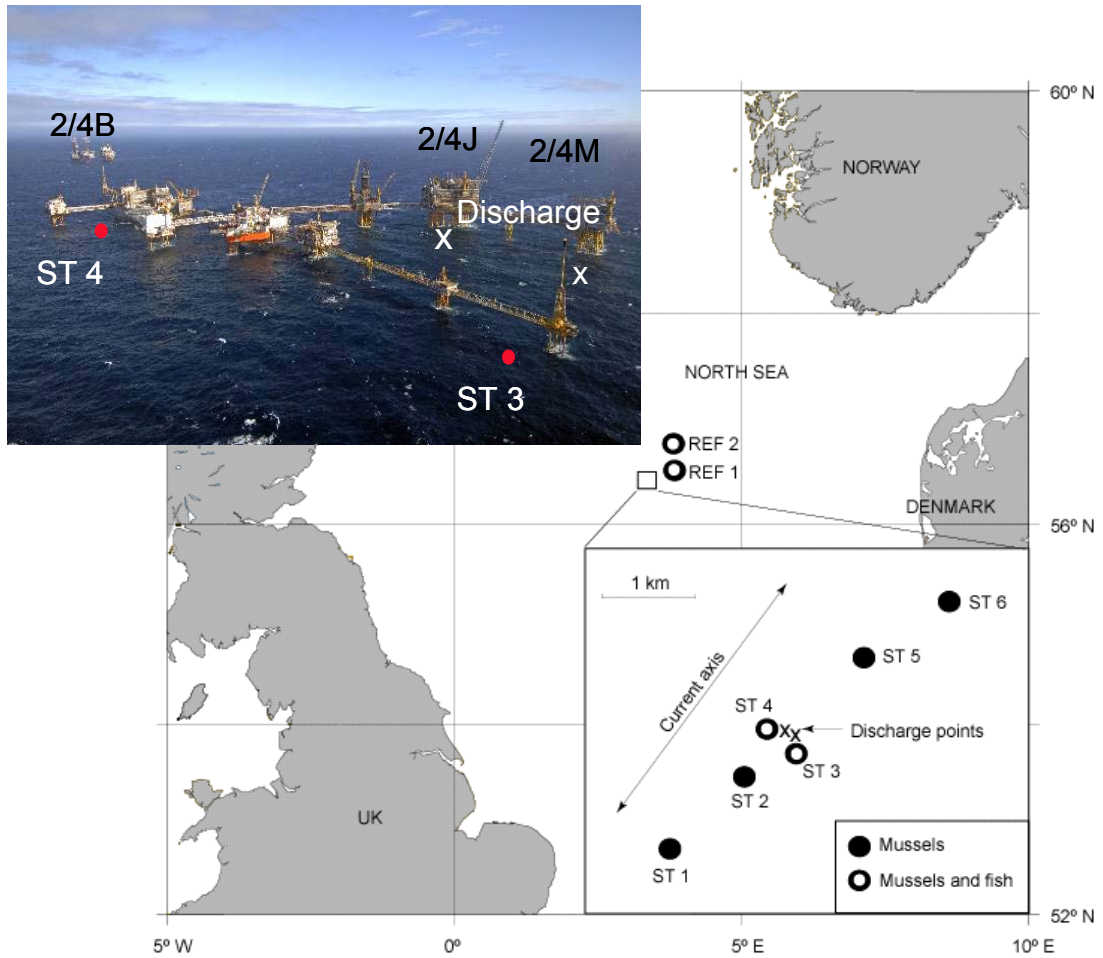 2/4B
2/4J
2/4M
Discharge
X
X
ST 4
ST 3
60º N
NORWAY
NORTH SEA
REF 2
REF 1
DENMARK
56º N
1 km
ST 6
Current axis
ST 5
ST 4
X
X
Discharge points
ST 3
ST 2
UK
Mussels
ST 1
Mussels and fish
52º N
5º W
0º
5º E
10º E